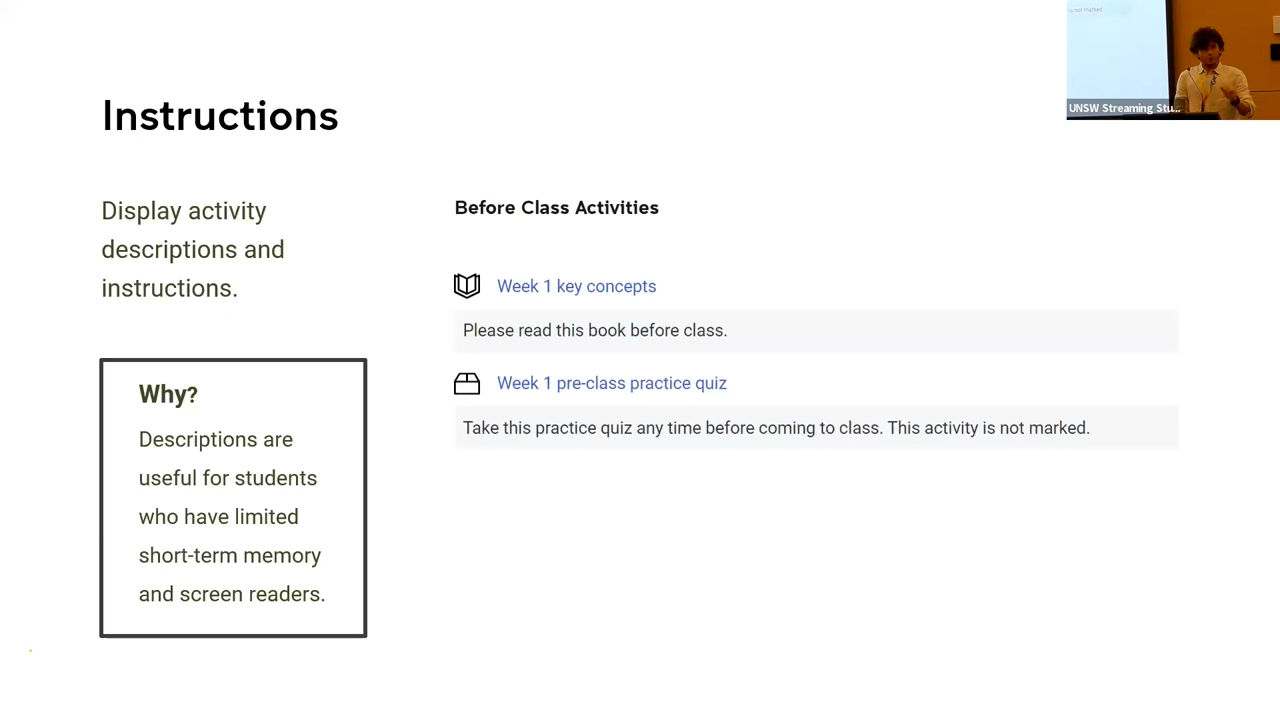 Instructions
Display activity
descriptions and
instructions.
Why?
Descriptions are
useful for students
who have limited
short-term memory
and screen readers.
Before Class Activities
Week 1 key concepts
Please read this book before class.
Week 1 pre-class practice quiz
Take this practice quiz any time before coming to class. This activity is not marked.
UNSW Streaming Stu...